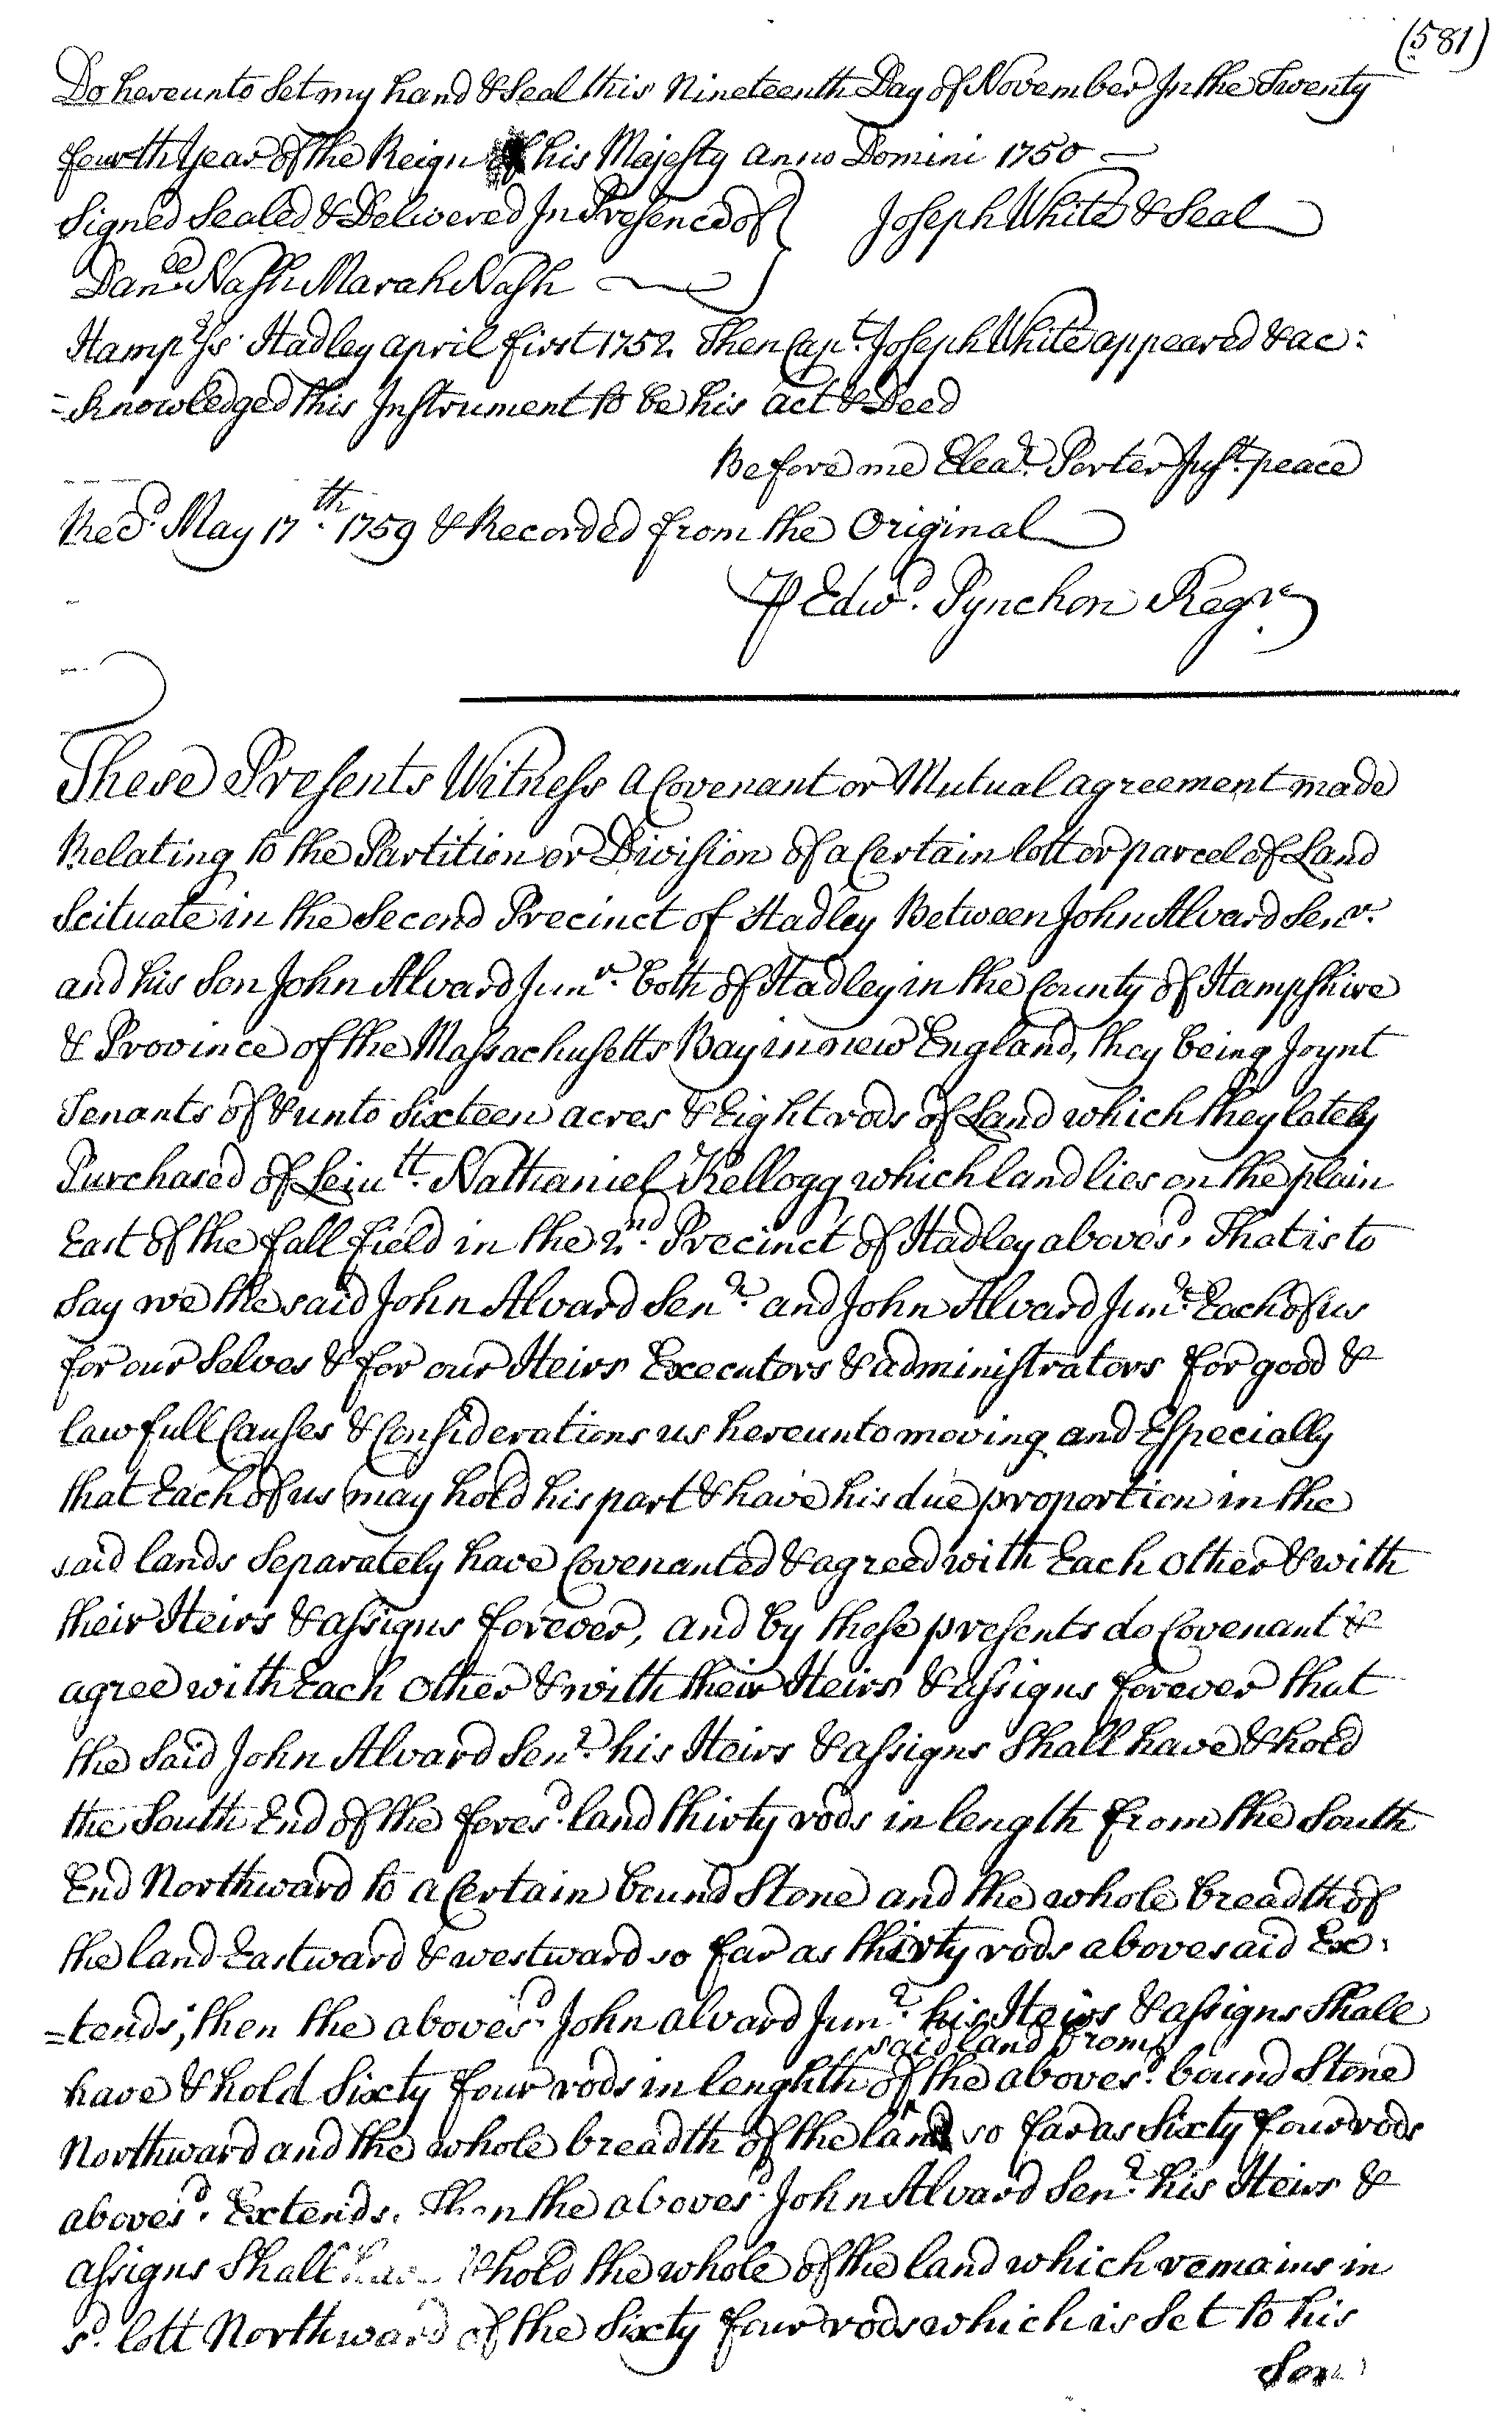 (581)
Do hereunto Set my hand & Seal this Nineteenth Day of November In the Twenty
fourth Year of the Reign of his Majesty anno Domini 1750 —
Signed Sealed & Delivered In Presence of } Joseph White & Seal
Danll. Nash Marah Nash
Hampshs. Hadley april first 1752 Then Capt. Joseph White appeared & ac:
=knowledged this Instrument to be his act & Deed
Before me Eleazr. Porter Just. peace
Recd. May 17th. 1759 & Recorded from the Original
℔ Edwd. Pynchon Regr.
These Presents Witness a Covenant or Mutual agreement made
Relating to the Partition or Division of a Certain lott or parcel of Land
Scituate in the Second Precinct of Hadley Between John Alvard Senr.
and his Son John Alvard Junr. both of Hadley in the County of Hampshire
& Province of the Massachusetts Bay in new England, they being Joynt
Tenants of & unto Sixteen acres & Eight rods of Land which they lately
Purchased of Leiutt. Nathaniel Kellogg which land lies on the plain
East of the fall field in the 2nd. Precinct of Hadley abovesd. That is to
Say we the said John Alvard Senr. and John Alvard Junr. Each of us
for our Selves & for our Heirs Executors & administrators for good &
lawfull Causes & Considerations us hereunto moving and Especially
that Each of us may hold his part & have his due proportion in the
said lands Separately have Covenanted & agreed with Each other & with
their Heirs & assigns forever, and by these presents do Covenant &
agree with Each other & with their Heirs & assigns forever that
the Said John Alvard Senr. his Heirs & assigns Shall have & hold
the South End of the foresd. land thirty rods in length from the South
End Northward to a Certain bound Stone and the whole breadth of
the land Eastward & westward so far as thirty rods abovesaid Ex:
=tends; then the abovesd. John alvard Junr. his Heirs & assigns Shall
said land from
have & hold Sixty four rods in lenghth of the abovesd. bound Stone
Northward and the whole breadth of the land so far as Sixty four rods
abovesd. Extends. Then the abovesd. John Alvard Senr. his Heirs &
assigns Shall have & hold the whole of the land which remains in
sd. lott Northward of the Sixty four rods which is Set to his
Son